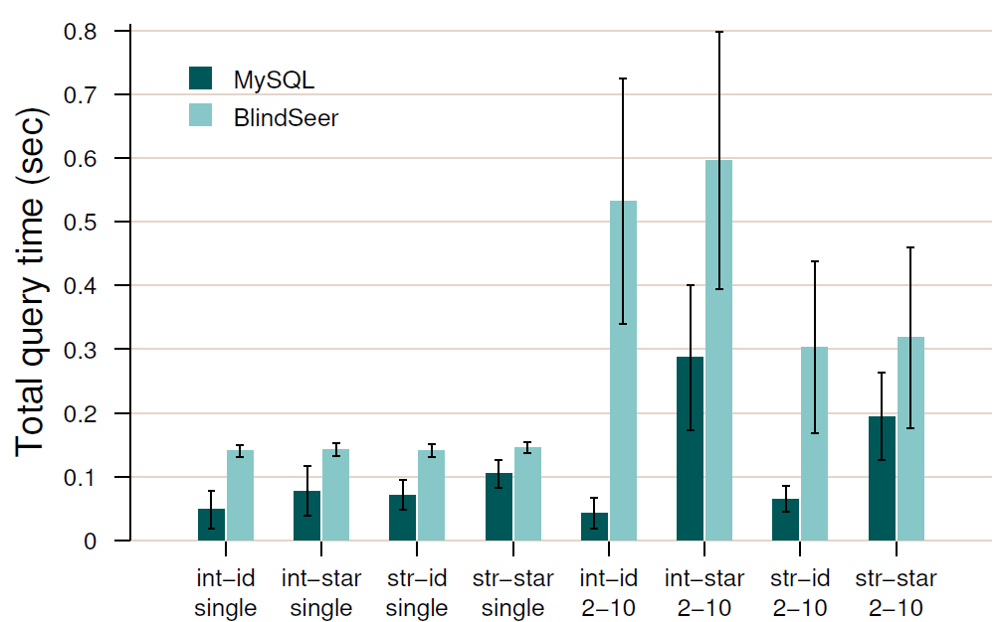 Total query time (sec)
0.8
0.7
0.6
0.5
0.4
0.3
0.2
0.1
0
MySQL
BlindSeer
int–id int–star str–id str–star int–id int–star str–id str–star
single single single single 2–10 2–10 2–10 2–10